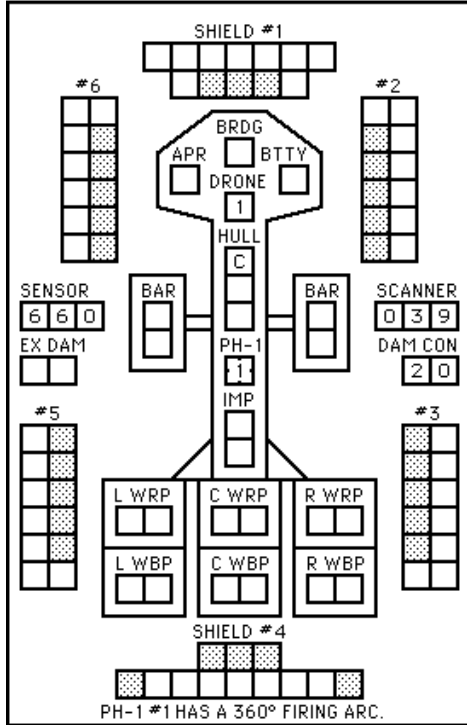 SHIELD #1
#6
#2
BRDG
APR
BTTY
DRONE
1
HULL
C
SENSOR
6 6 0
BAR
BAR
SCANNER
0 3 9
EX DAM
PH-1
1
DAM CON
2 0
#5
IMP
#3
L WRP
C WRP
R WRP
L WBP
C WBP
R WBP
SHIELD #4
PH-1 #1 HAS A 360° FIRING ARC.